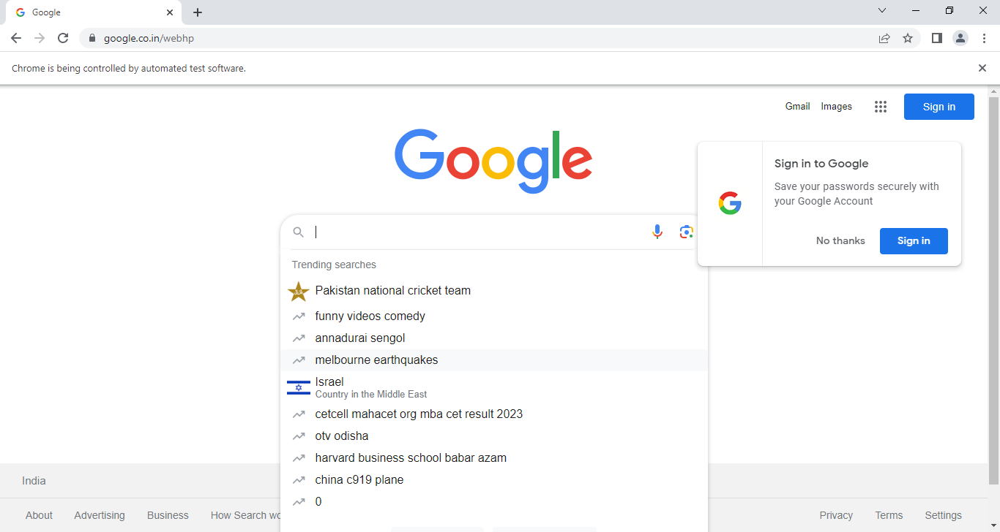 Google
google.co.in/webhp
Chrome is being controlled by automated test software.
Gmail Images Sign in
Google
Sign in to Google
Save your passwords securely with
your Google Account
No thanks Sign in
Trending searches
Pakistan national cricket team
funny videos comedy
annadurai sengol
melbourne earthquakes
Israel
Country in the Middle East
cetcell mahacet org mba cet result 2023
otv odisha
harvard business school babar azam
china c919 plane
0
India
About Advertising Business How Search wo
Privacy Terms Settings